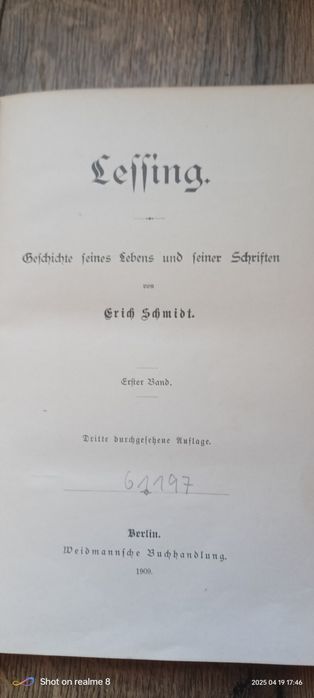 Lessing.
Geschichte seines Lebens und seiner Schriften
von
Erich Schmidt.
Erster Band.
Dritte durchgesehene Auflage.
61197
Berlin.
Weidmannsche Buchhandlung.
1909.
Shot on realme 8
2025 04 19 17:46